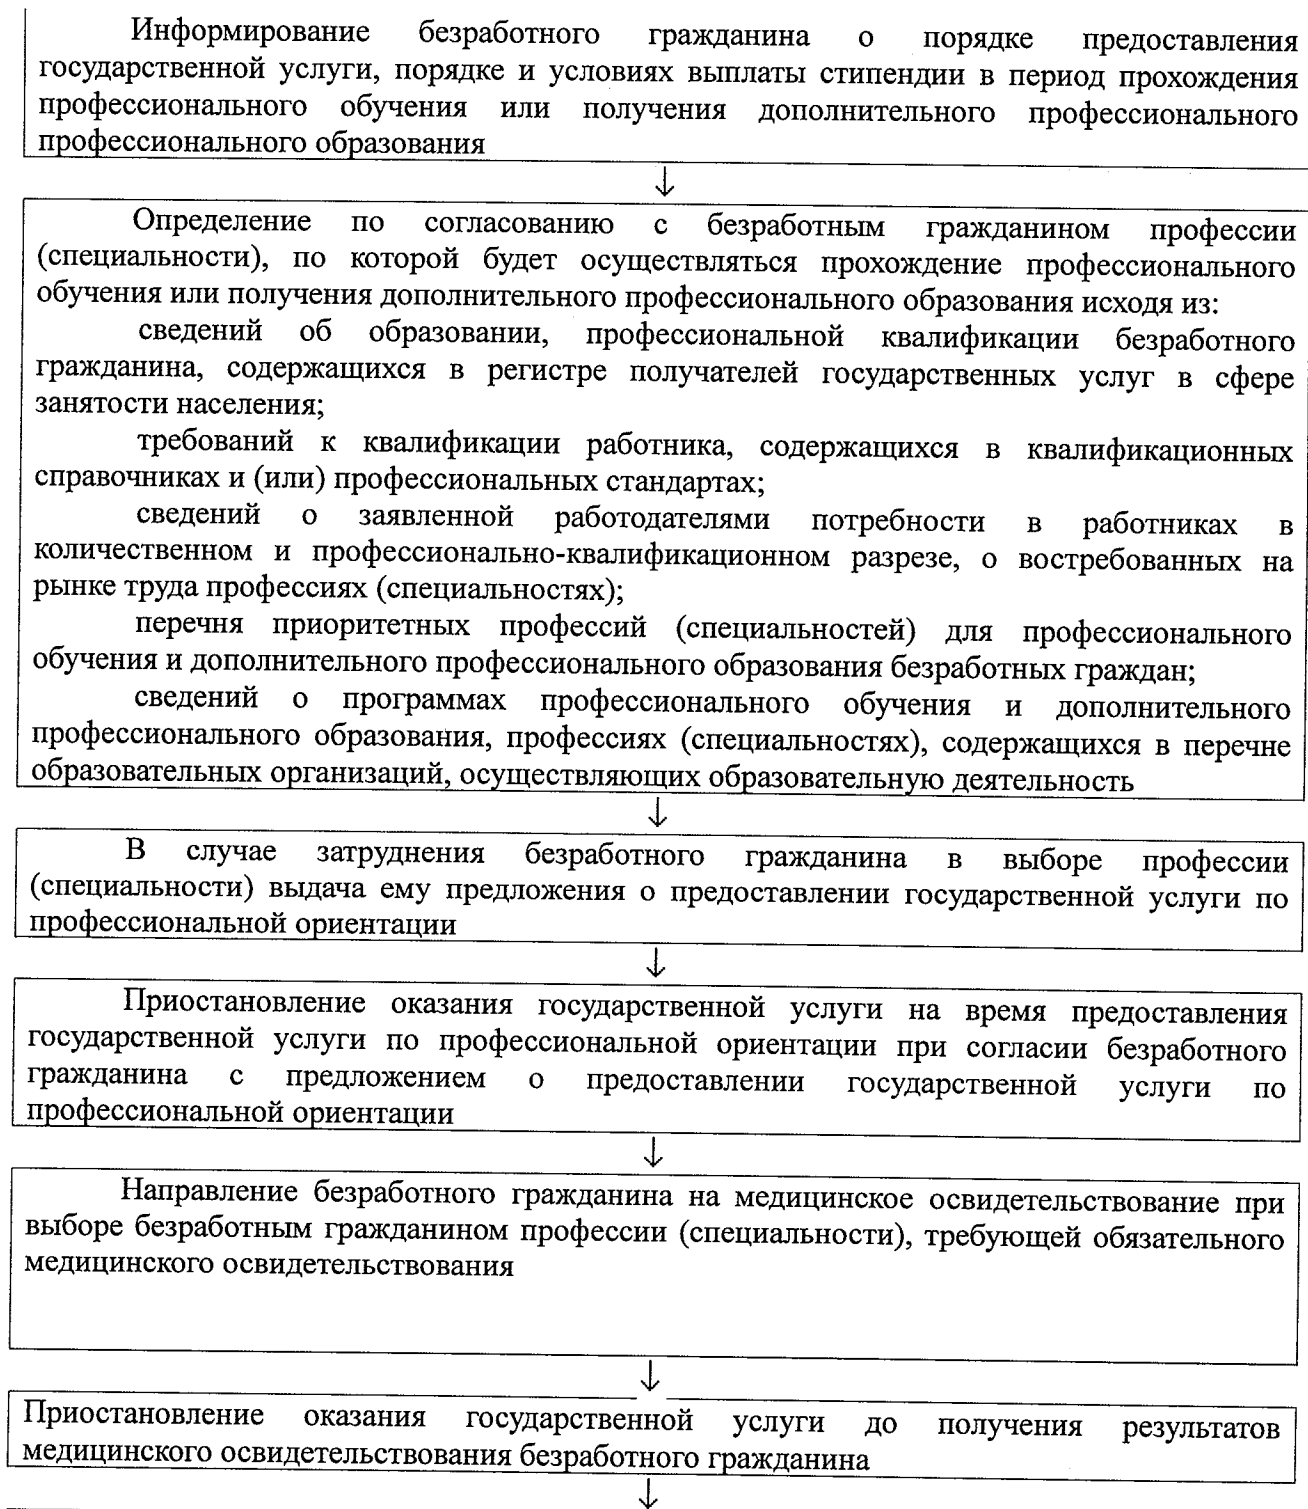 Информирование безработного гражданина о порядке предоставления
государственной услуги, порядке и условиях выплаты стипендии в период прохождения
профессионального обучения или получения дополнительного профессионального
профессионального образования
↓
Определение по согласованию с безработным гражданином профессии
(специальности), по которой будет осуществляться прохождение профессионального
обучения или получения дополнительного профессионального образования исходя из:
сведений об образовании, профессиональной квалификации безработного
гражданина, содержащихся в регистре получателей государственных услуг в сфере
занятости населения;
требований к квалификации работника, содержащихся в квалификационных
справочниках и (или) профессиональных стандартах;
сведений о заявленной работодателями потребности в работниках в
количественном и профессионально-квалификационном разрезе, о востребованных на
рынке труда профессиях (специальностях);
перечня приоритетных профессий (специальностей) для профессионального
обучения и дополнительного профессионального образования безработных граждан;
сведений о программах профессионального обучения и дополнительного
профессионального образования, профессиях (специальностях), содержащихся в перечне
образовательных организаций, осуществляющих образовательную деятельность
↓
В случае затруднения безработного гражданина в выборе профессии
(специальности) выдача ему предложения о предоставлении государственной услуги по
профессиональной ориентации
↓
Приостановление оказания государственной услуги на время предоставления
государственной услуги по профессиональной ориентации при согласии безработного
гражданина с предложением о предоставлении государственной услуги по
профессиональной ориентации
↓
Направление безработного гражданина на медицинское освидетельствование при
выборе безработным гражданином профессии (специальности), требующей обязательного
медицинского освидетельствования
↓
Приостановление оказания государственной услуги до получения результатов
медицинского освидетельствования безработного гражданина
↓